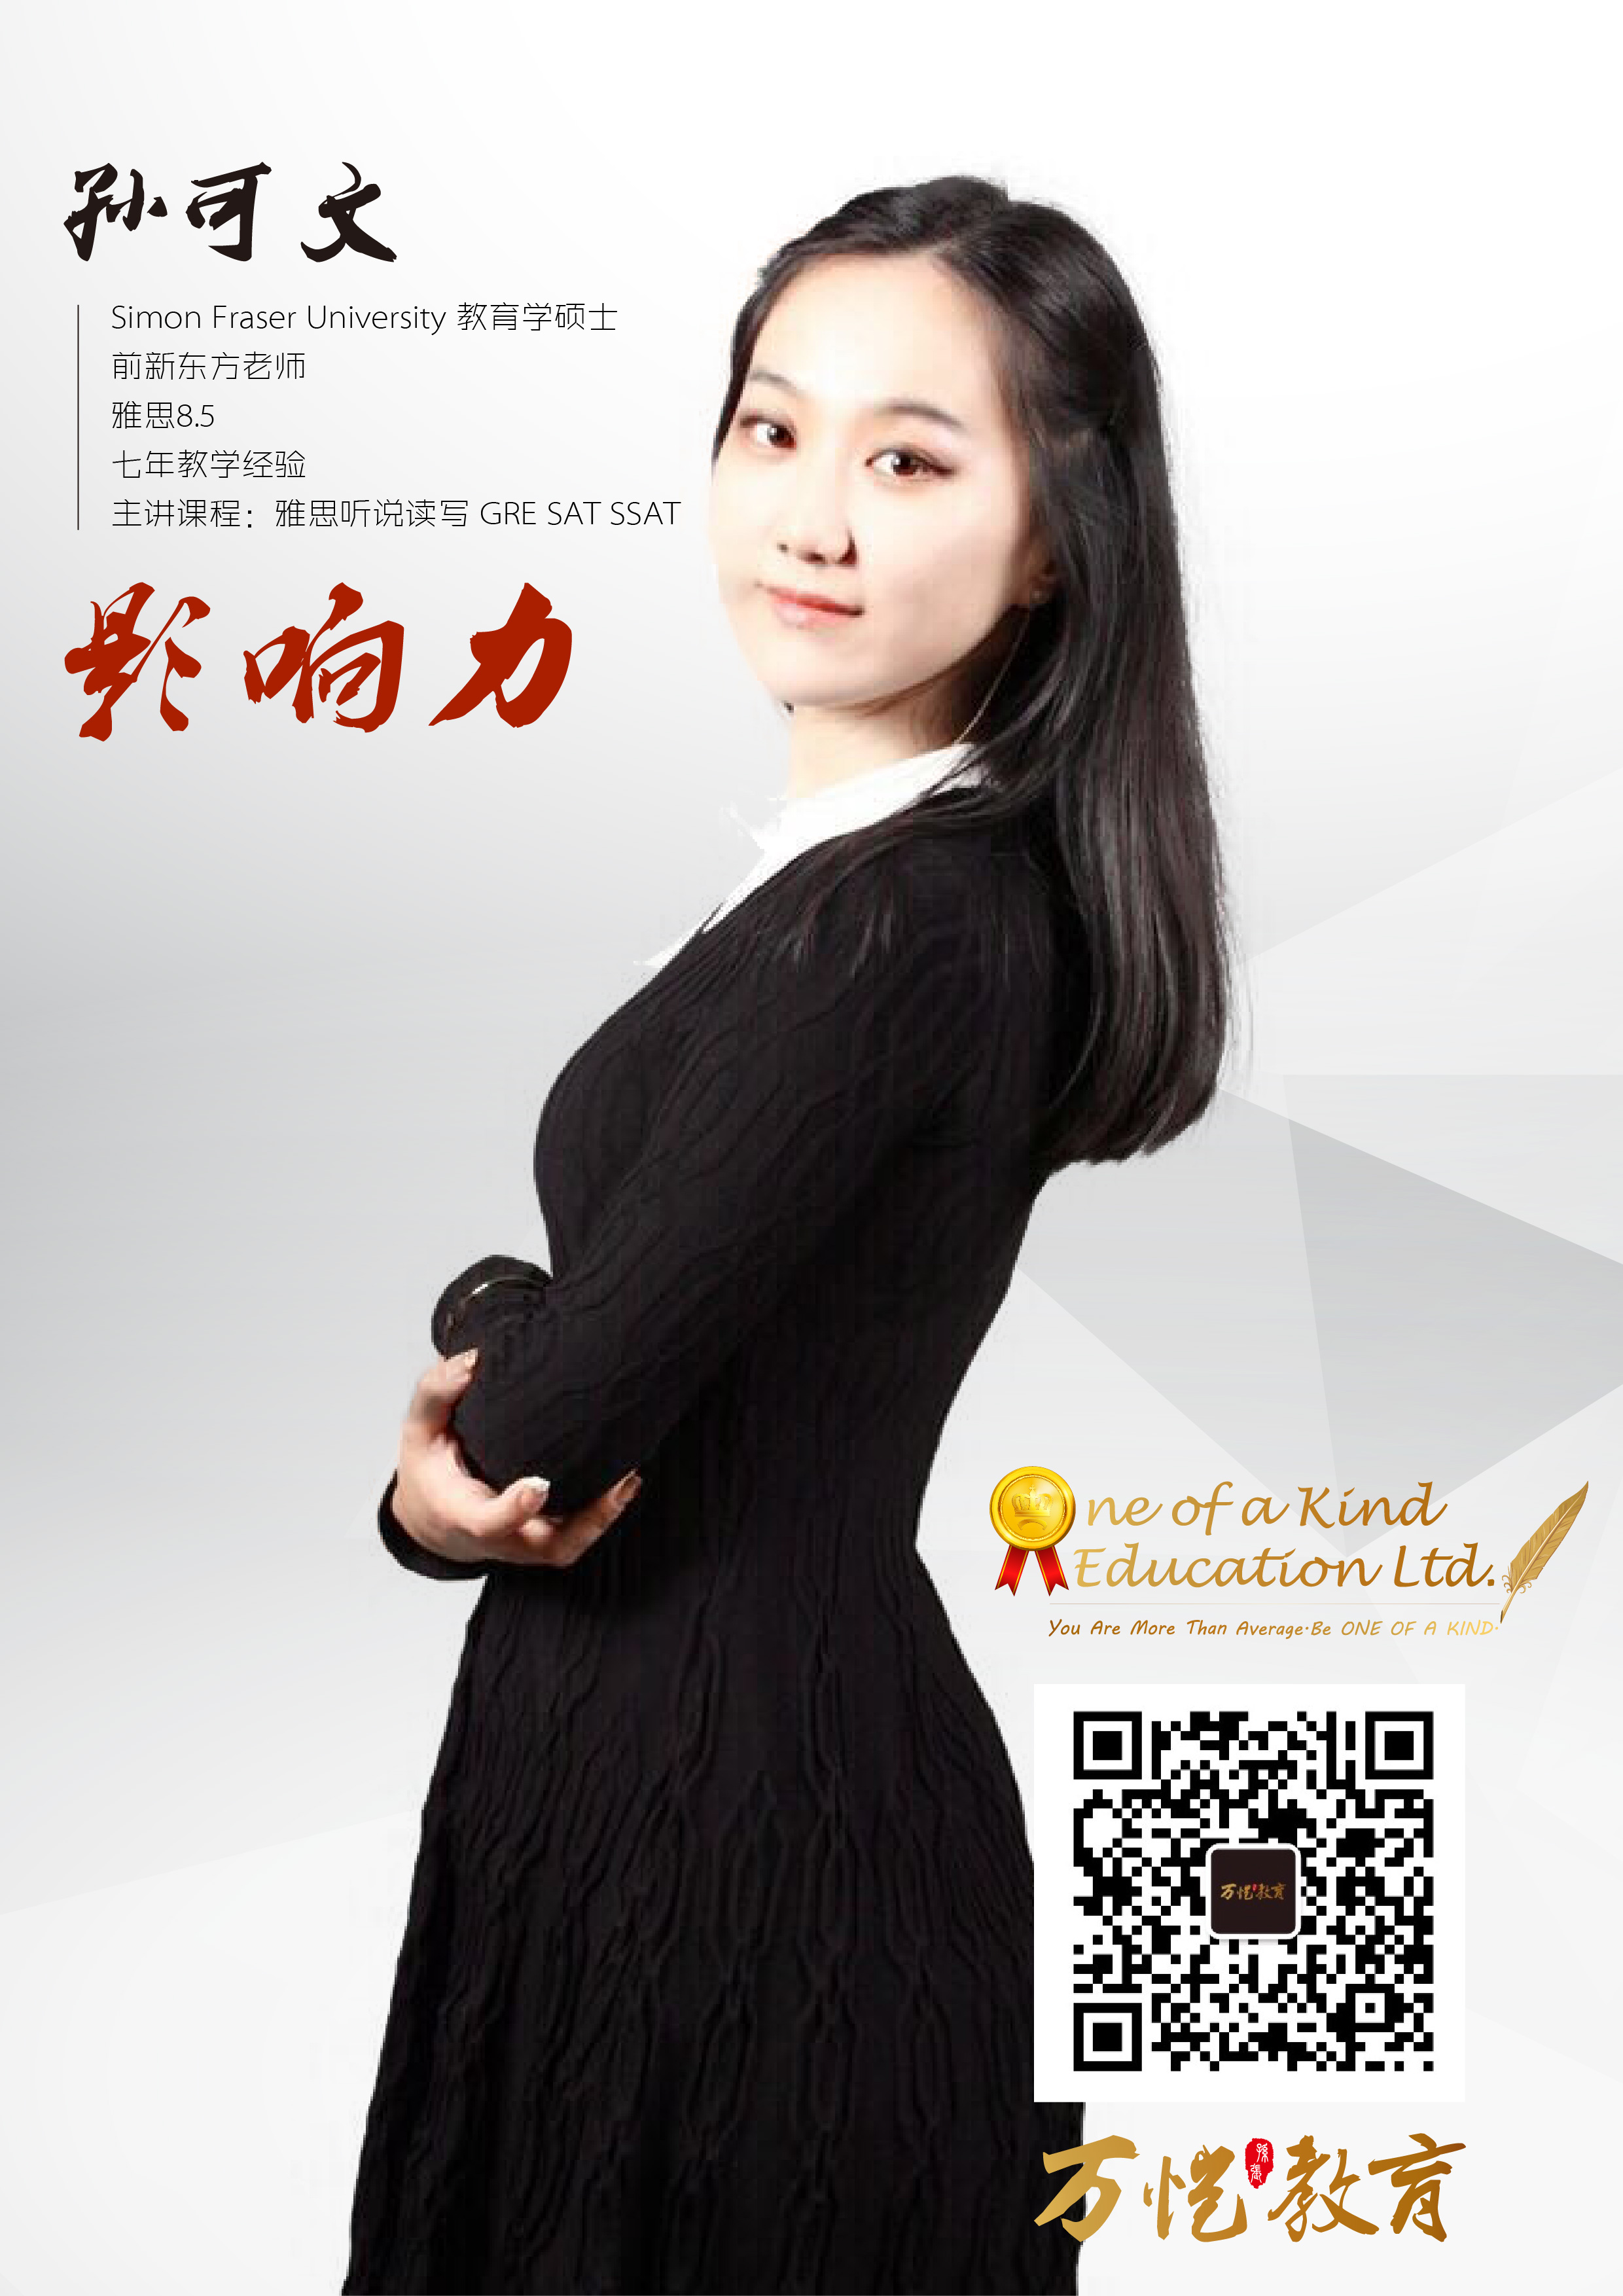 孙可文
Simon Fraser University 教育学硕士
前新东方老师
雅思8.5
七年教学经验
主讲课程：雅思听说读写 GRE SAT SSAT
影响力
ne of a Kind
Education Ltd.
You Are More Than Average·Be ONE OF A KIND·
万恺教育
万恺教育